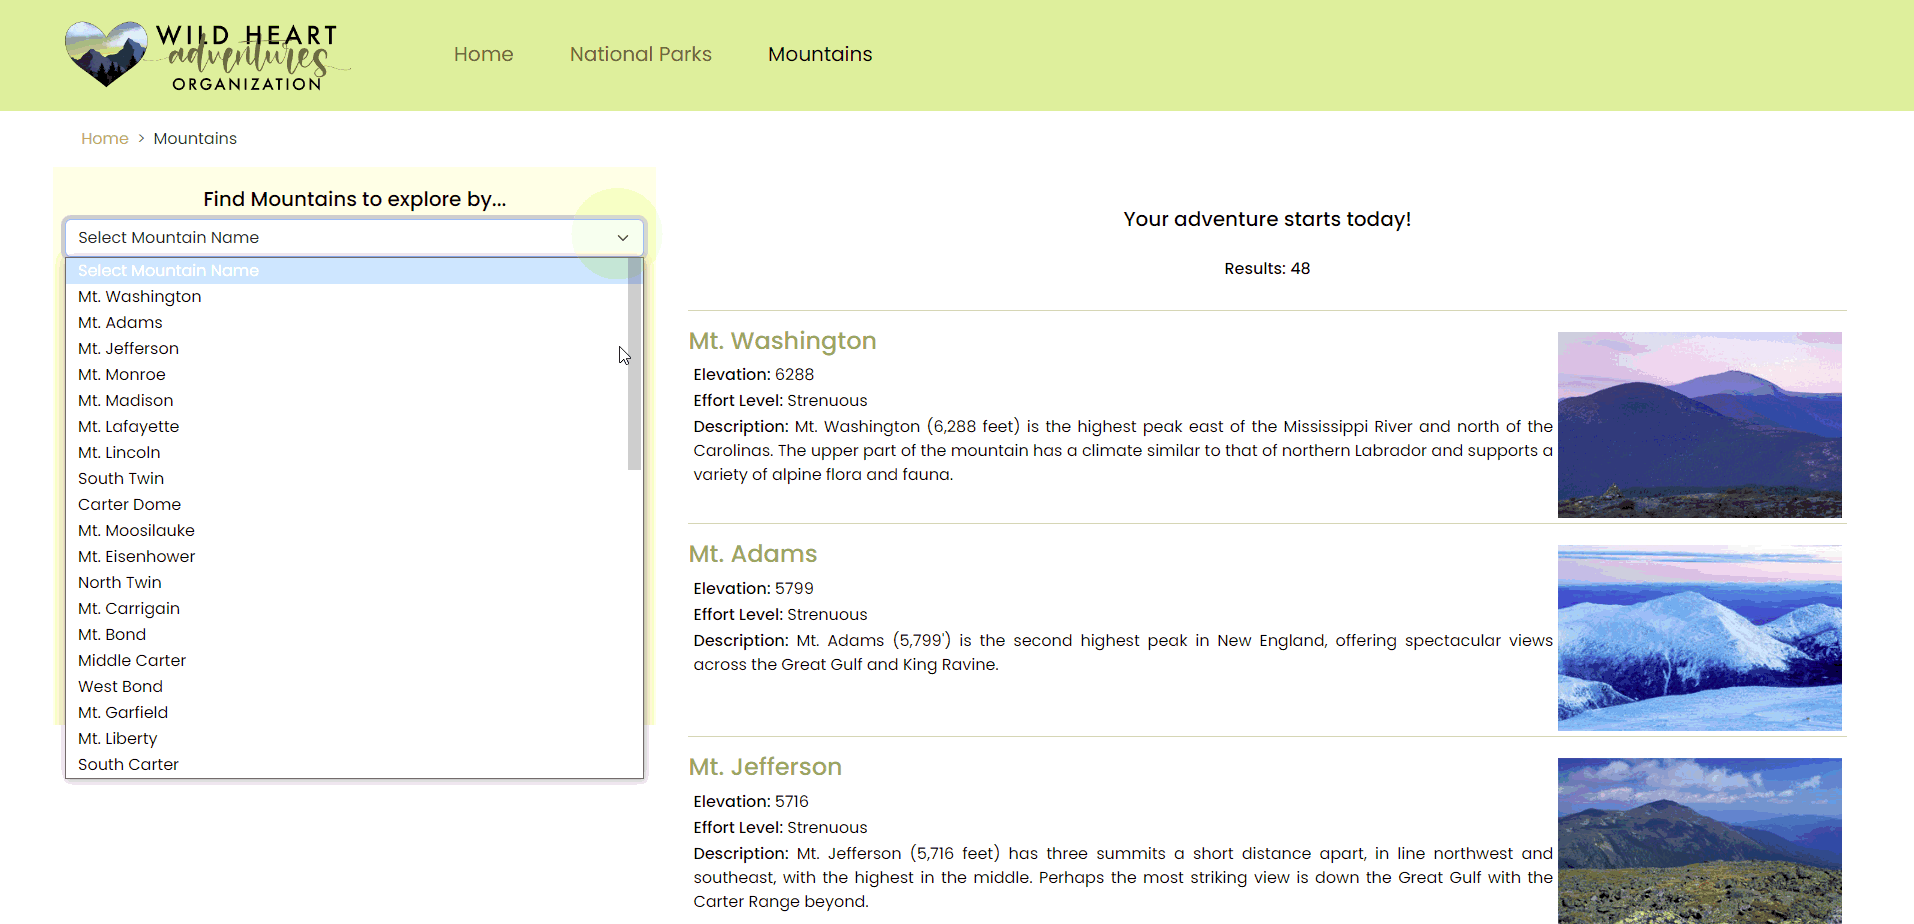 WILD HEART
adventures
ORGANIZATION
Home
National Parks
Mountains
Home > Mountains
Find Mountains to explore by...
Select Mountain Name
Select Mountain Name
Mt. Washington
Mt. Adams
Mt. Jefferson
Mt. Monroe
Mt. Madison
Mt. Lafayette
Mt. Lincoln
South Twin
Carter Dome
Mt. Moosilauke
Mt. Eisenhower
North Twin
Mt. Carrigain
Mt. Bond
Middle Carter
West Bond
Mt. Garfield
Mt. Liberty
South Carter
Your adventure starts today!
Results: 48
Mt. Washington
Elevation: 6288
Effort Level: Strenuous
Description: Mt. Washington (6,288 feet) is the highest peak east of the Mississippi River and north of the
Carolinas. The upper part of the mountain has a climate similar to that of northern Labrador and supports a
variety of alpine flora and fauna.
Mt. Adams
Elevation: 5799
Effort Level: Strenuous
Description: Mt. Adams (5,799') is the second highest peak in New England, offering spectacular views
across the Great Gulf and King Ravine.
Mt. Jefferson
Elevation: 5716
Effort Level: Strenuous
Description: Mt. Jefferson (5,716 feet) has three summits a short distance apart, in line northwest and
southeast, with the highest in the middle. Perhaps the most striking view is down the Great Gulf with the
Carter Range beyond.